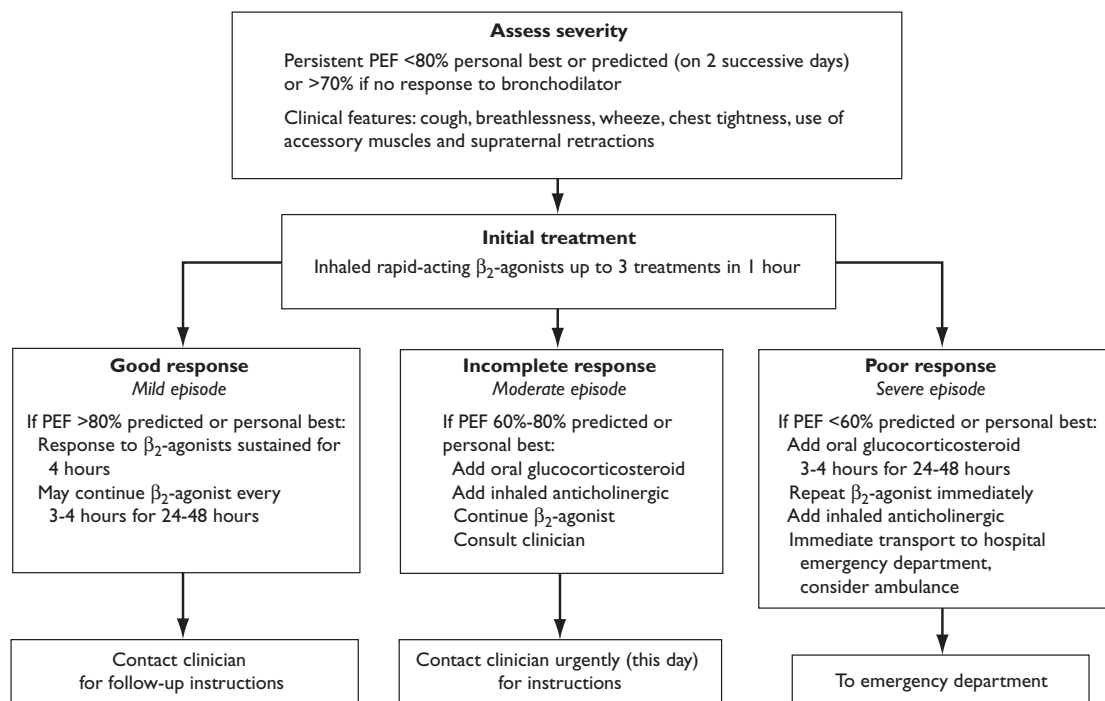 Assess severity
Persistent PEF <80% personal best or predicted (on 2 successive days)
or >70% if no response to bronchodilator
Clinical features: cough, breathlessness, wheeze, chest tightness, use of
accessory muscles and supraternal retractions
Initial treatment
Inhaled rapid-acting β₂-agonists up to 3 treatments in 1 hour
Good response
Mild episode
If PEF >80% predicted or personal best:
Response to β₂-agonists sustained for
4 hours
May continue β₂-agonist every
3-4 hours for 24-48 hours
Incomplete response
Moderate episode
If PEF 60%-80% predicted or
personal best:
Add oral glucocorticosteroid
Add inhaled anticholinergic
Continue β₂-agonist
Consult clinician
Poor response
Severe episode
If PEF <60% predicted or personal best:
Add oral glucocorticosteroid
3-4 hours for 24-48 hours
Repeat β₂-agonist immediately
Add inhaled anticholinergic
Immediate transport to hospital
emergency department,
consider ambulance
Contact clinician
for follow-up instructions
Contact clinician urgently (this day)
for instructions
To emergency department